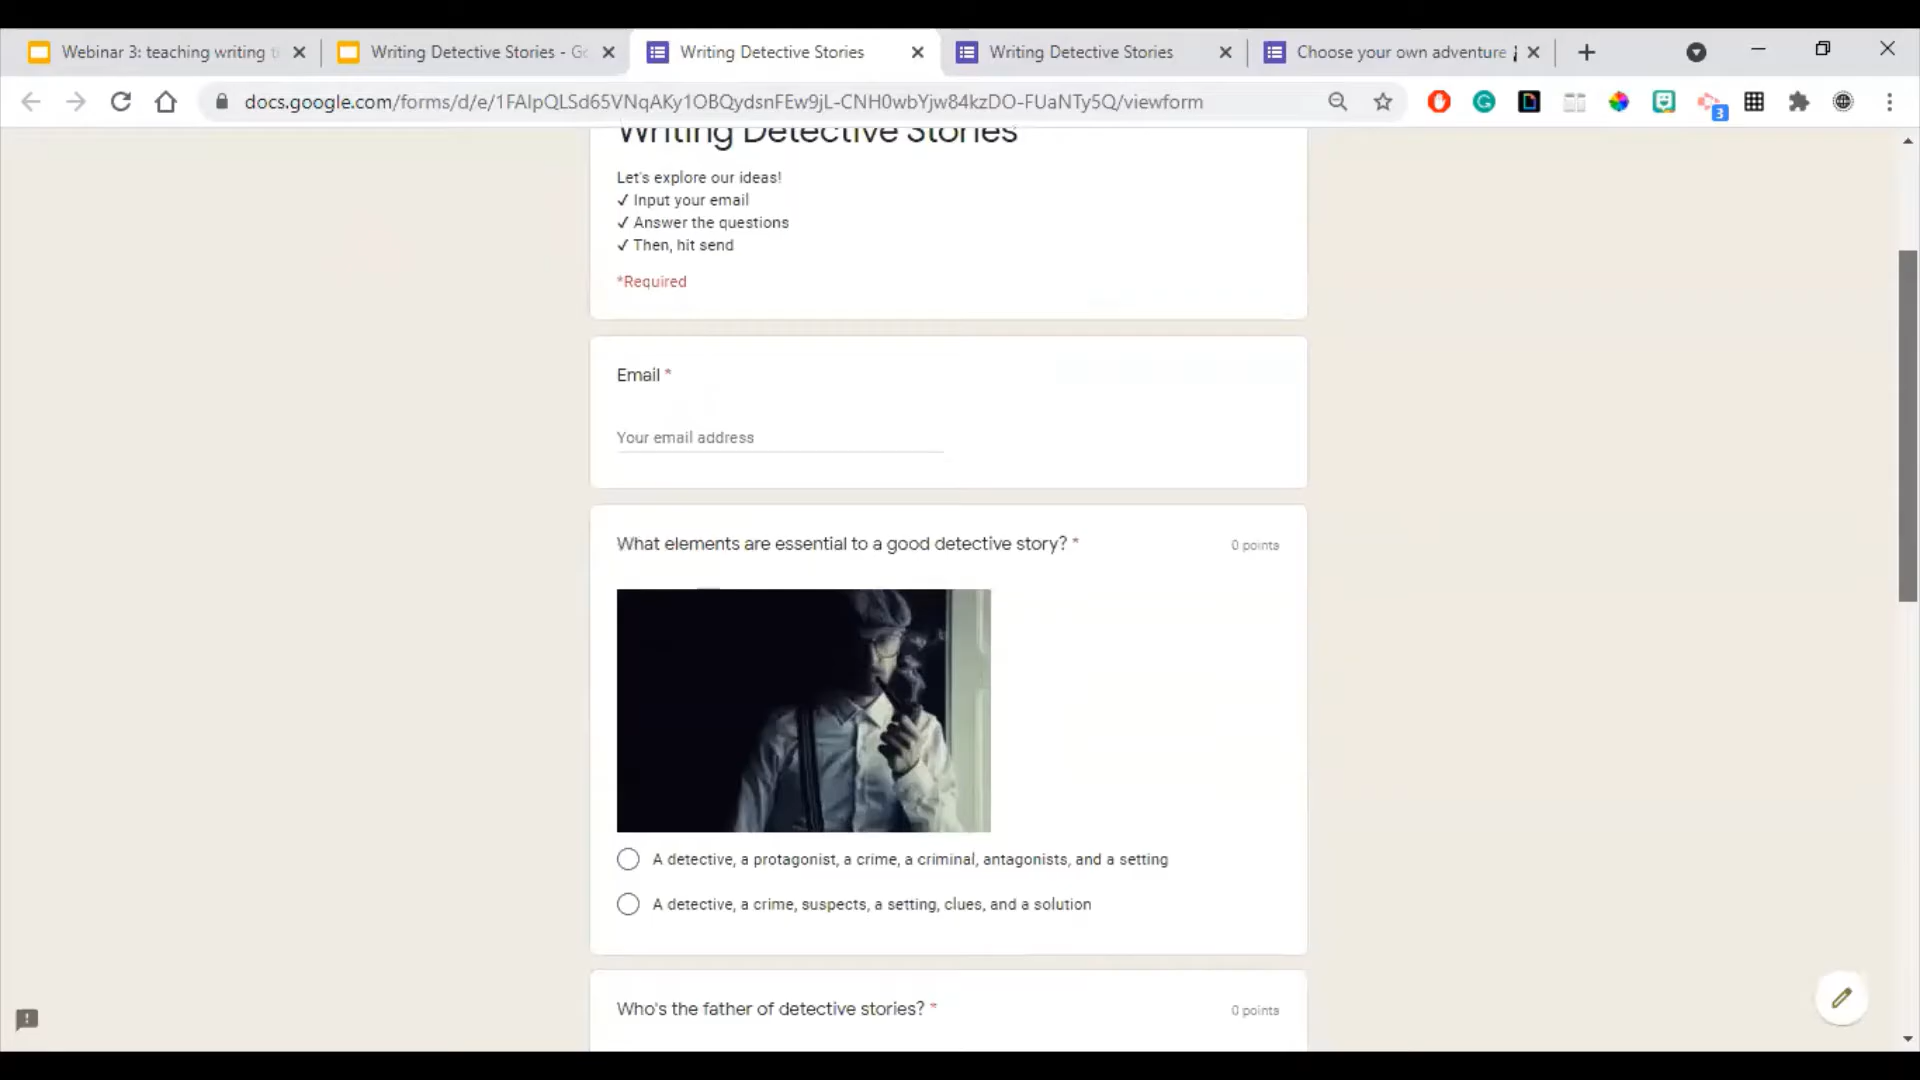 Webinar 3: teaching writing
Writing Detective Stories - Go
Writing Detective Stories
Writing Detective Stories
Choose your own adventure
docs.google.com/forms/d/e/1FAIpQLSd65VNqAKy1OBQydsnFEw9jL-CNH0wbYjw84kzDO-FUaNTy5Q/viewform
3
Writing Detective Stories
Let's explore our ideas!
✓ Input your email
✓ Answer the questions
✓ Then, hit send
*Required
Email *
Your email address
What elements are essential to a good detective story? *
0 points
A detective, a protagonist, a crime, a criminal, antagonists, and a setting
A detective, a crime, suspects, a setting, clues, and a solution
Who's the father of detective stories? *
0 points